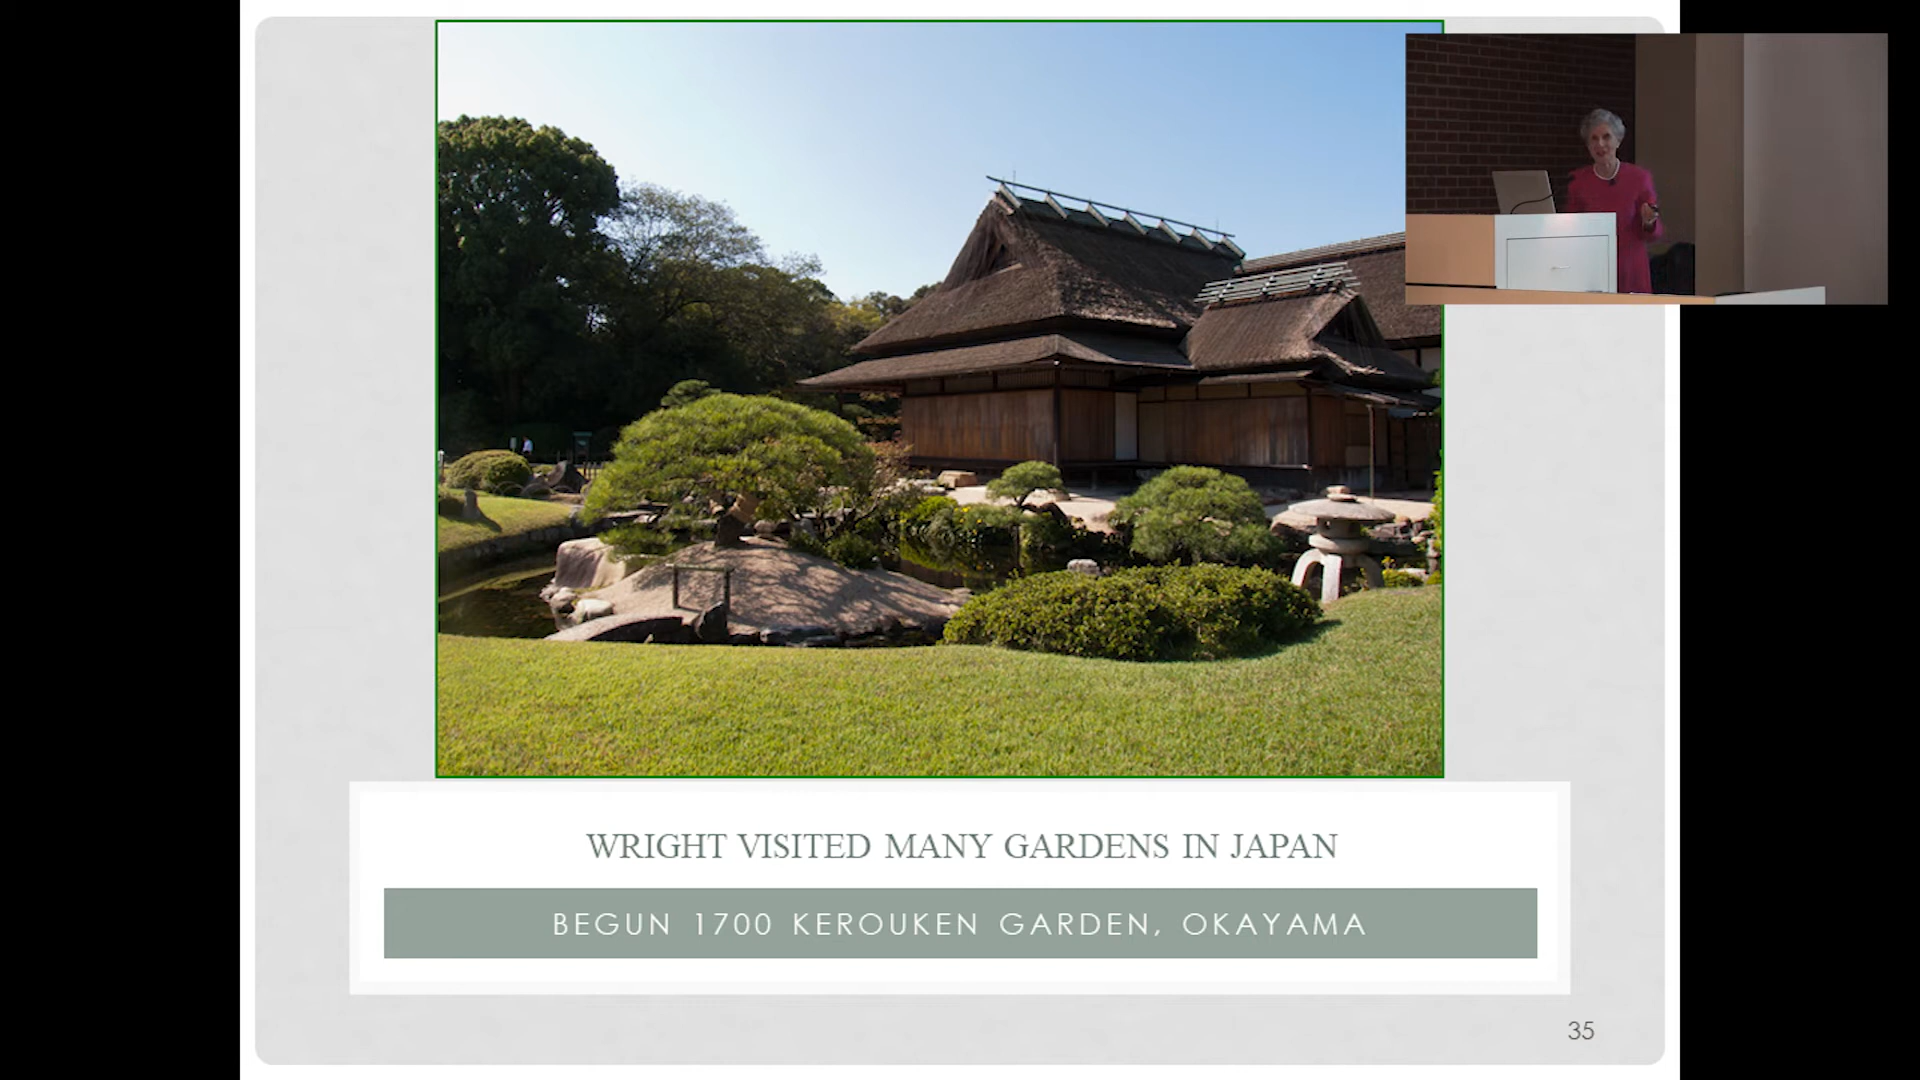 WRIGHT VISITED MANY GARDENS IN JAPAN
BEGUN 1700 KEROUKEN GARDEN, OKAYAMA
35